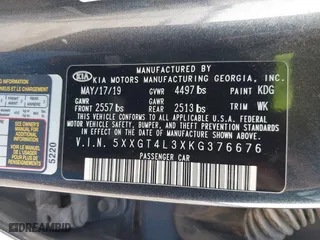 MANUFACTURED BY
KIA KIA MOTORS MANUFACTURING GEORGIA, INC.
MAY/17/19 GVWR 4497 lbs PAINT KDG
GAWR GAWR
FRONT 2557 lbs REAR 2513 lbs TRIM WK
THIS VEHICLE CONFORMS TO ALL APPLICABLE U.S. FEDERAL
MOTOR VEHICLE SAFETY, BUMPER, AND THEFT PREVENTION STANDARDS
IN EFFECT ON THE DATE OF MANUFACTURE SHOWN ABOVE.
V.I.N. 5XXGT4L3XKG376676
PASSENGER CAR
5220
DREAMBID.COM